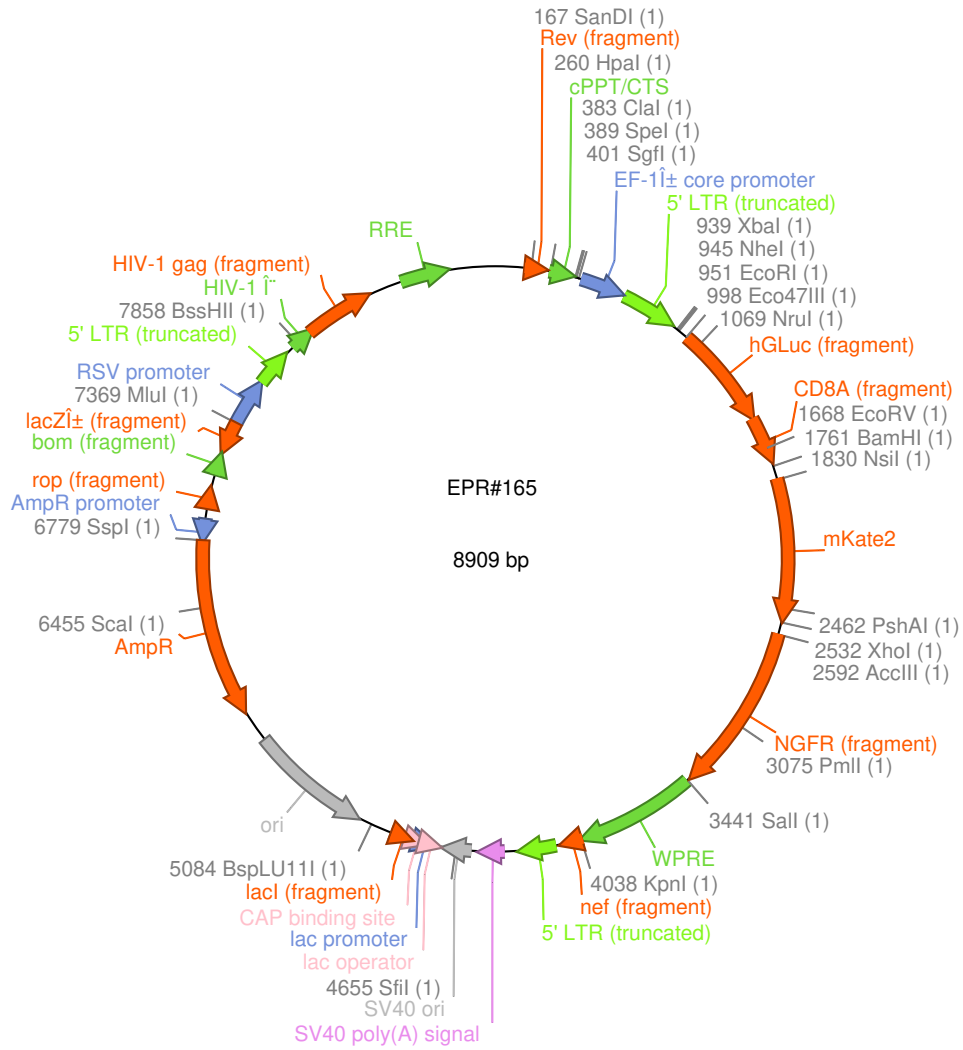 167 SanDI (1)
Rev (fragment)
260 HpaI (1)
cPPT/CTS
383 ClaI (1)
389 SpeI (1)
401 SgfI (1)
EF-1Î± core promoter
5' LTR (truncated)
939 XbaI (1)
945 NheI (1)
951 EcoRI (1)
998 Eco47III (1)
1069 NruI (1)
hGLuc (fragment)
CD8A (fragment)
1668 EcoRV (1)
1761 BamHI (1)
1830 NsiI (1)
mKate2
2462 PshAI (1)
2532 XhoI (1)
2592 AccIII (1)
NGFR (fragment)
3075 PmlI (1)
3441 SalI (1)
WPRE
4038 KpnI (1)
nef (fragment)
5' LTR (truncated)
RRE
HIV-1 gag (fragment)
HIV-1 Î¨
7858 BssHII (1)
5' LTR (truncated)
RSV promoter
7369 MluI (1)
lacZÎ± (fragment)
bom (fragment)
rop (fragment)
AmpR promoter
6779 SspI (1)
6455 ScaI (1)
AmpR
ori
5084 BspLU11I (1)
lacI (fragment)
CAP binding site
lac promoter
lac operator
4655 SfiI (1)
SV40 ori
SV40 poly(A) signal
EPR#165
8909 bp